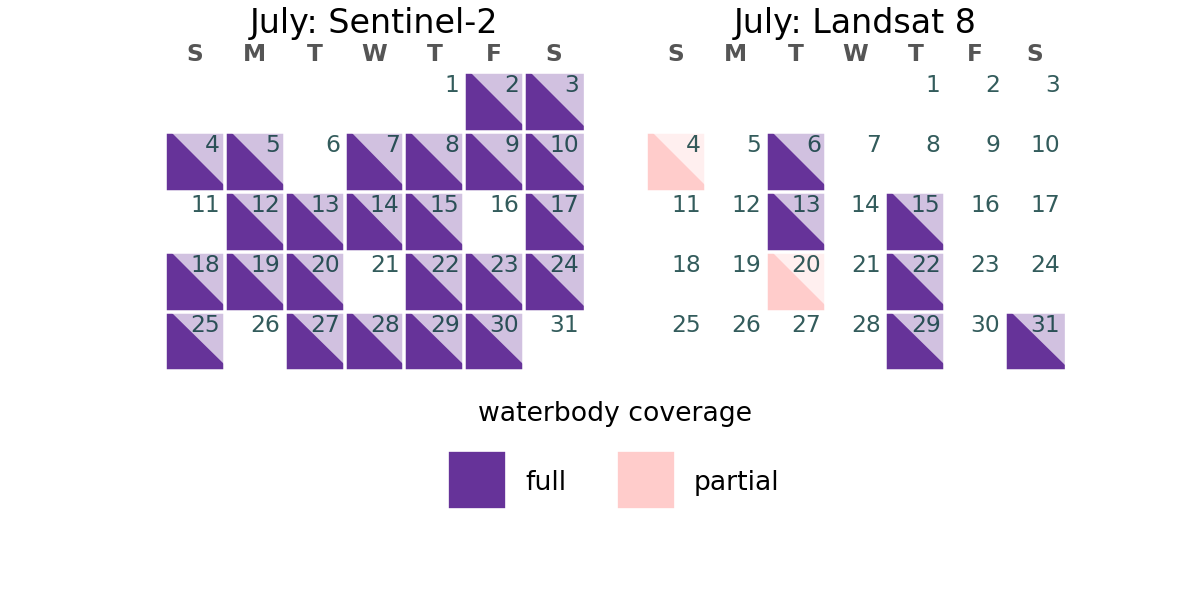 July: Sentinel-2
S M T W T F S
1 2 3
4 5 6 7 8 9 10
11 12 13 14 15 16 17
18 19 20 21 22 23 24
25 26 27 28 29 30 31
July: Landsat 8
S M T W T F S
1 2 3
4 5 6 7 8 9 10
11 12 13 14 15 16 17
18 19 20 21 22 23 24
25 26 27 28 29 30 31
waterbody coverage
full partial